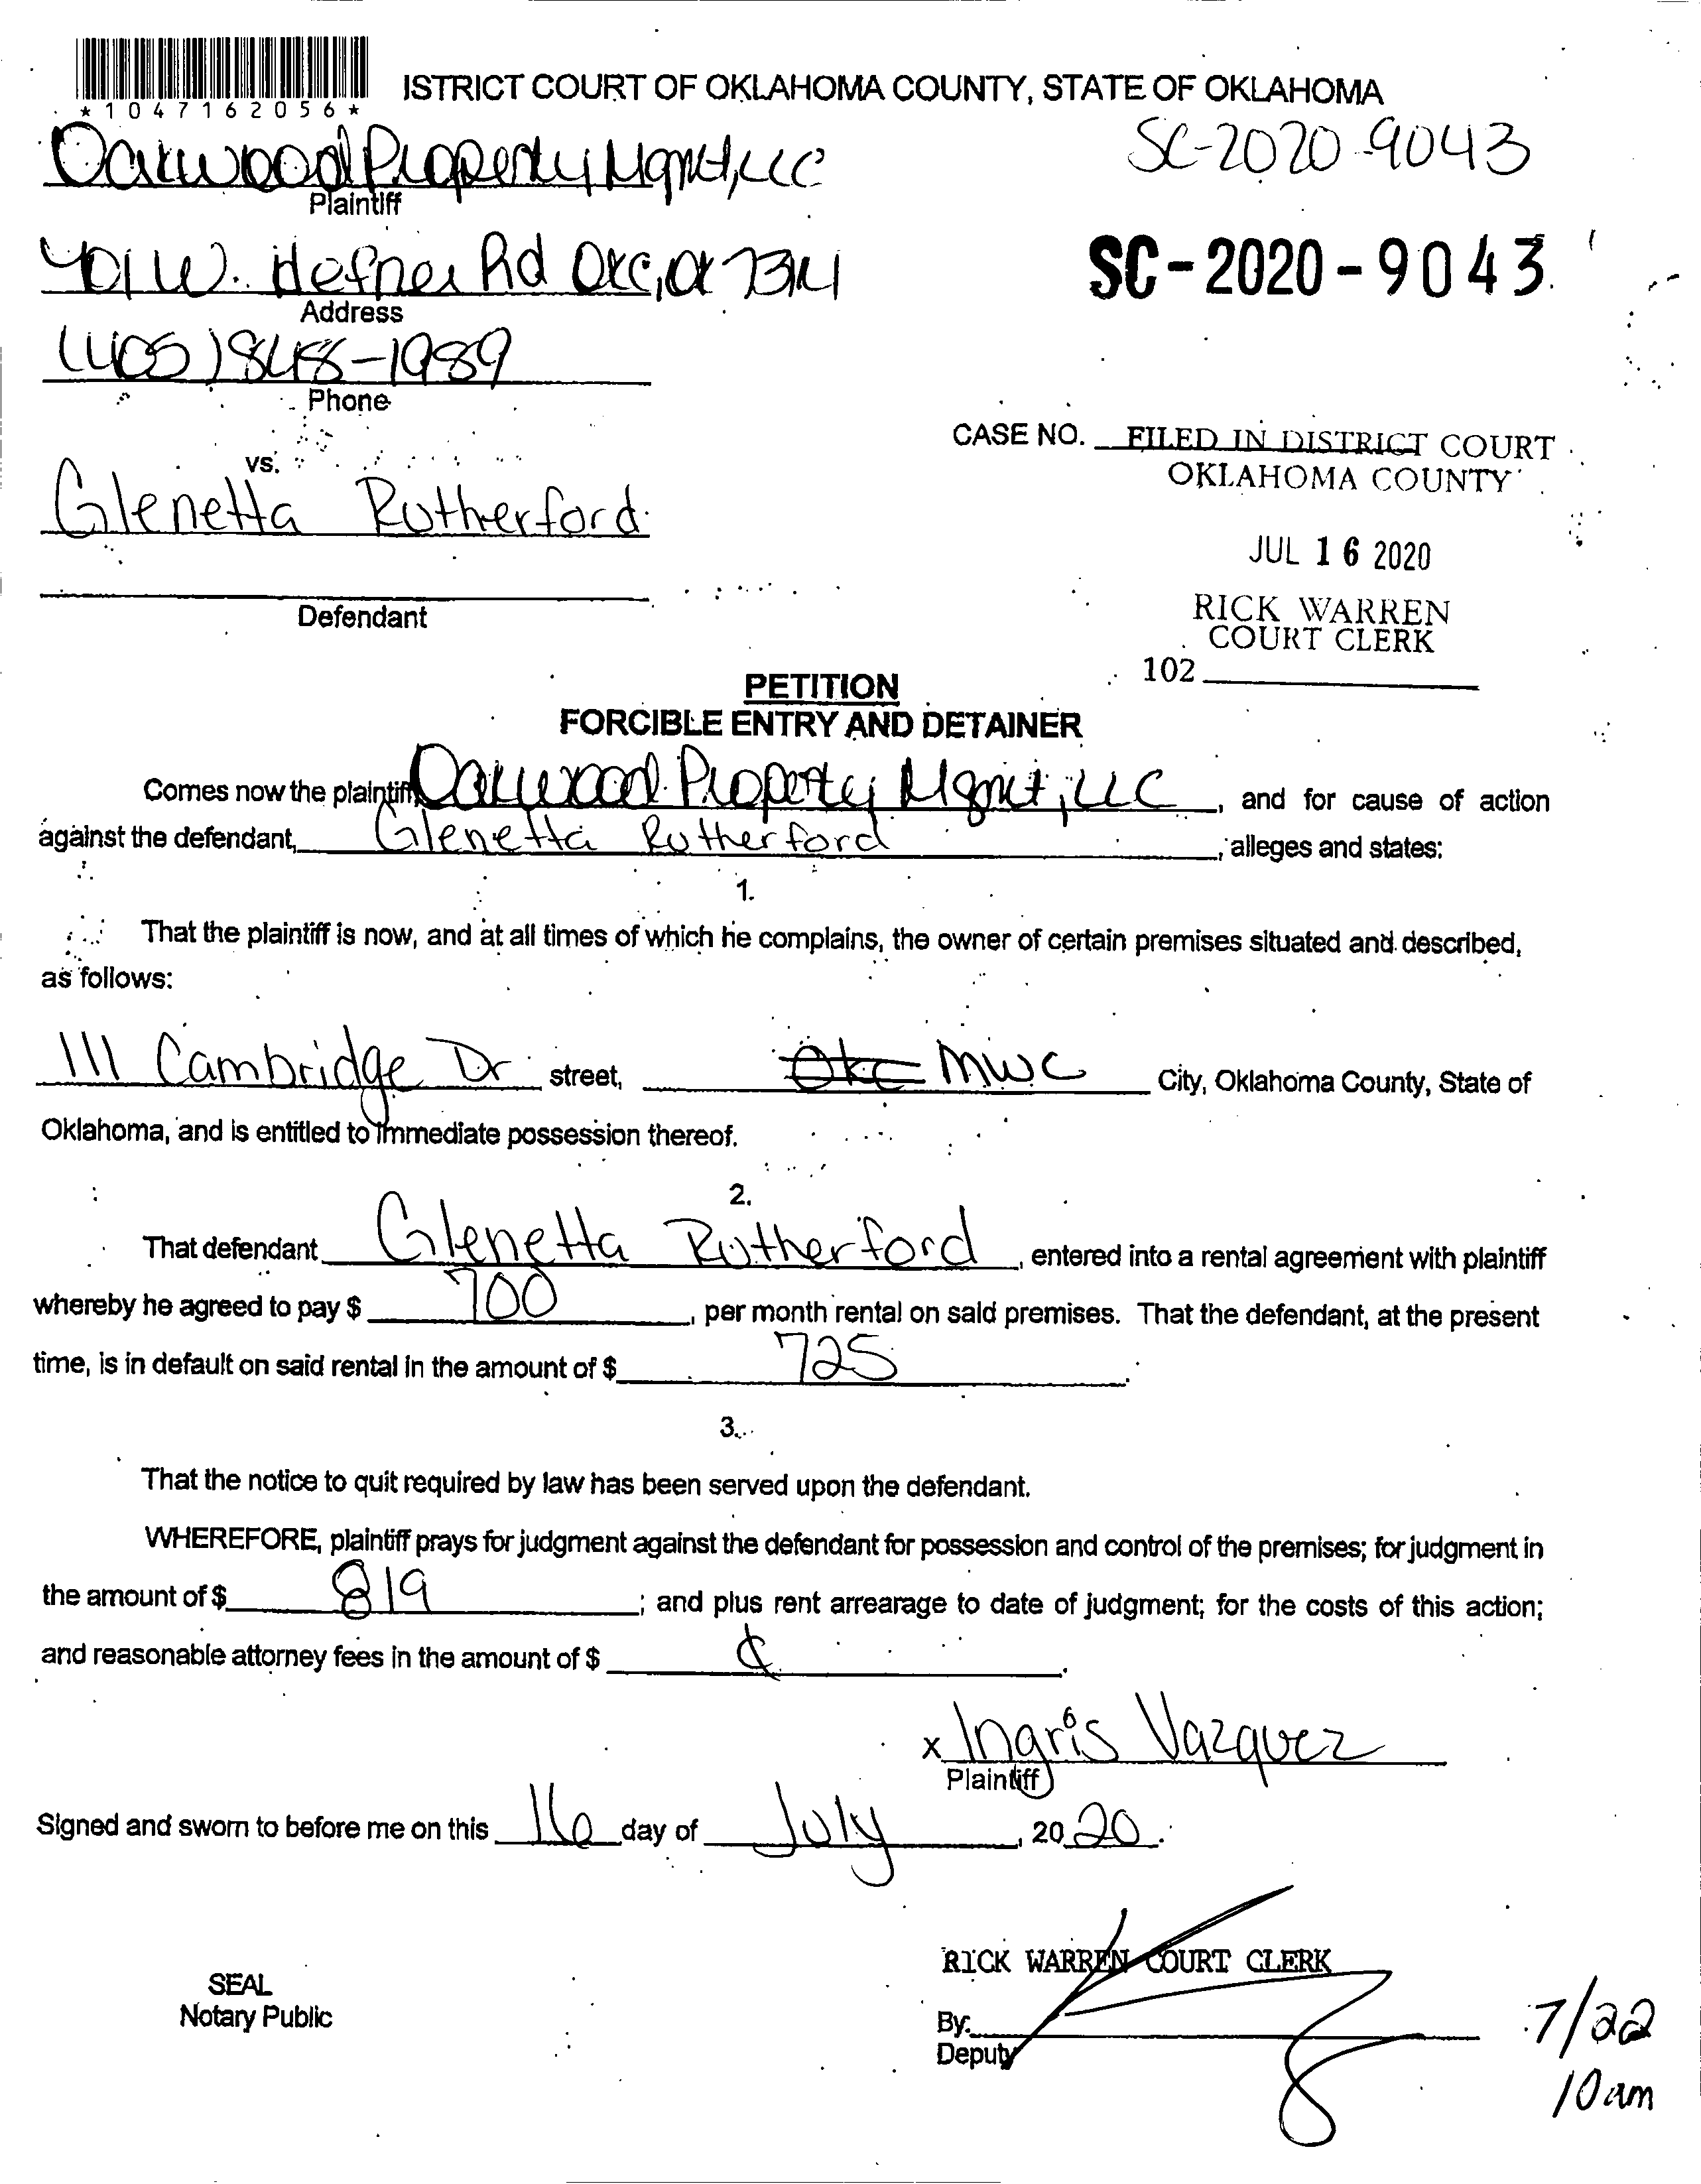 *1047162056*
ISTRICT COURT OF OKLAHOMA COUNTY, STATE OF OKLAHOMA
Oakwood Property Mgmt, LLC
SC-2020-9043
Plaintiff
401 W. Hefner Rd OKC, OK 73114
SC-2020-9043
Address
(405) 848-1989
Phone
CASE NO. FILED IN DISTRICT COURT
OKLAHOMA COUNTY
vs.
Glenetta Rutherford
JUL 16 2020
Defendant
RICK WARREN
COURT CLERK
102
PETITION
FORCIBLE ENTRY AND DETAINER
Comes now the plaintiff, Oakwood Property Mgmt, LLC, and for cause of action
against the defendant, Glenetta Rutherford, alleges and states:
1.
That the plaintiff is now, and at all times of which he complains, the owner of certain premises situated and described,
as follows:
111 Cambridge Dr street, OKC MWC City, Oklahoma County, State of
Oklahoma, and is entitled to immediate possession thereof.
2.
That defendant Glenetta Rutherford, entered into a rental agreement with plaintiff
whereby he agreed to pay $ 700, per month rental on said premises. That the defendant, at the present
time, is in default on said rental in the amount of $ 725.
3.
That the notice to quit required by law has been served upon the defendant.
WHEREFORE, plaintiff prays for judgment against the defendant for possession and control of the premises; for judgment in
the amount of $ 819; and plus rent arrearage to date of judgment; for the costs of this action;
and reasonable attorney fees in the amount of $
x Ingris Vazquez
Plaintiff
Signed and sworn to before me on this 16 day of July, 2020.
RICK WARREN COURT CLERK
SEAL
Notary Public
By:
Deputy
7/22
10am